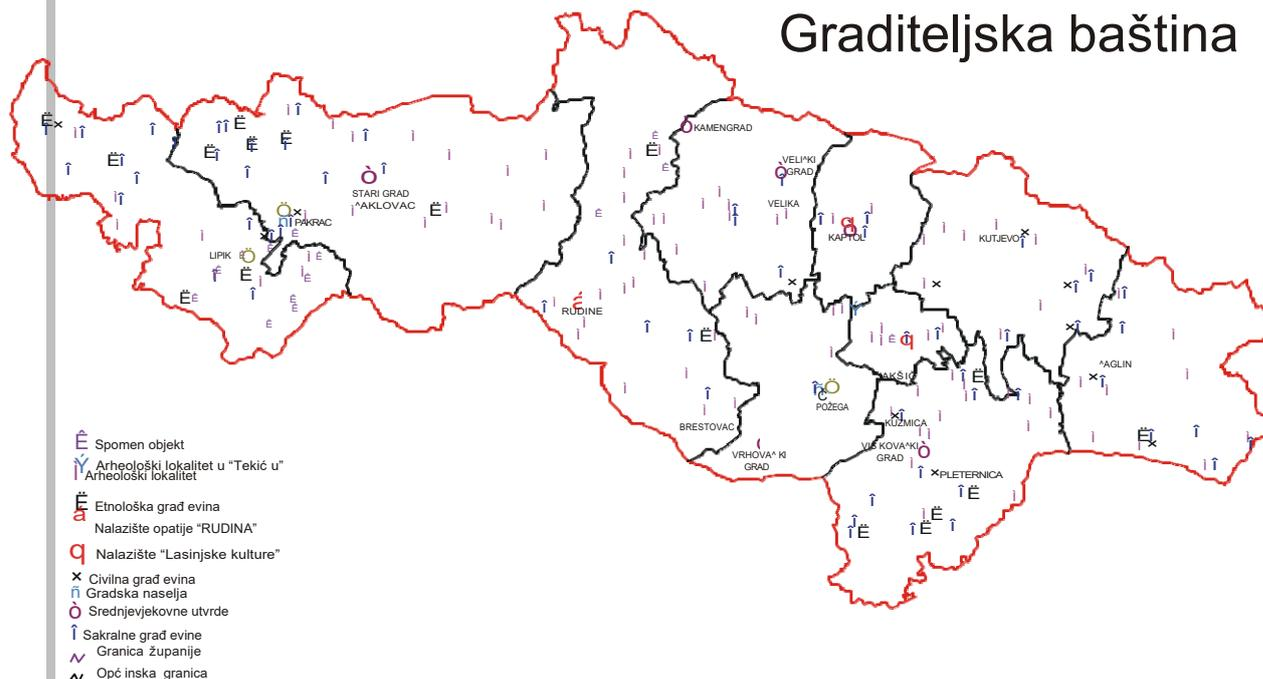 Graditeljska baština
KAMENGRAD
VELI^KI
GRAD
STARI GRAD
^AKLOVAC
VELIKA
PAKRAC
KAPTOL
KUTJEVO
LIPIK
RUDINE
^AGLIN
JAKŠIĆ
POŽEGA
KUZMICA
BRESTOVAC
VIŠ KOVA^KI
GRAD
VRHOVA^ KI
GRAD
PLETERNICA
Ê Spomen objekt
Ý Arheološki lokalitet u “Tekić u”
Ì Arheološki lokalitet
Ë Etnološka građ evina
á Nalazište opatije “RUDINA”
q Nalazište “Lasinjske kulture”
× Civilna građ evina
ñ Gradska naselja
Ò Srednjevjekovne utvrde
Î Sakralne građ evine
Granica županije
Opć inska granica